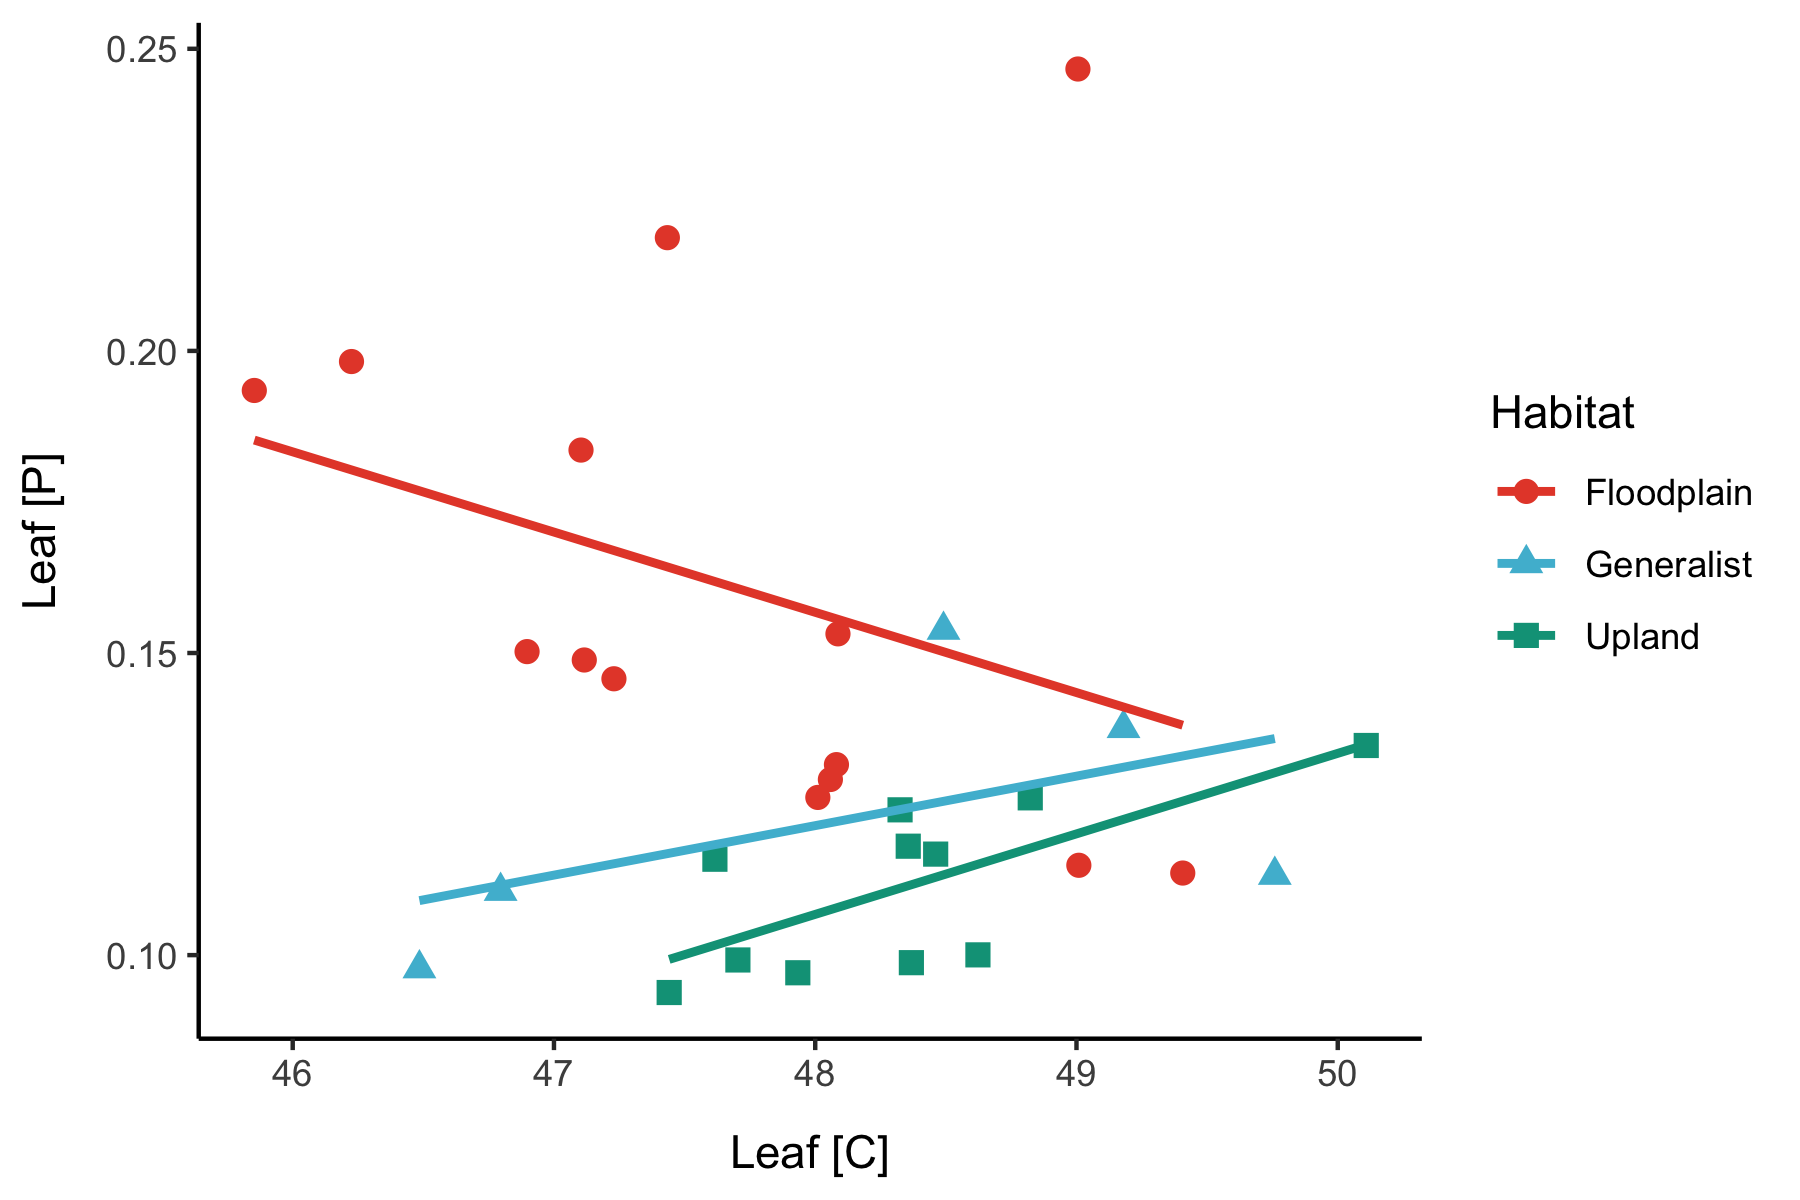 0.25
0.20
0.15
0.10
Leaf [P]
46 47 48 49 50
Leaf [C]
Habitat
Floodplain
Generalist
Upland